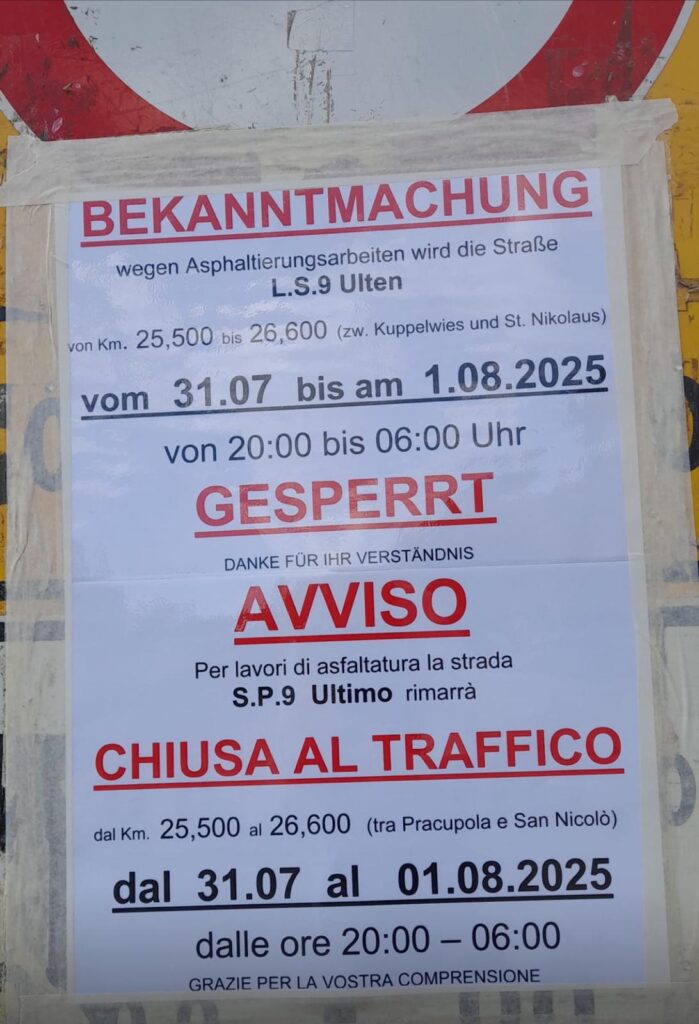 BEKANNTMACHUNG
wegen Asphaltierungsarbeiten wird die Straße
L.S.9 Ulten
von Km. 25,500 bis 26,600 (zw. Kuppelwies und St. Nikolaus)
vom 31.07 bis am 1.08.2025
von 20:00 bis 06:00 Uhr
GESPERRT
DANKE FÜR IHR VERSTÄNDNIS
AVVISO
Per lavori di asfaltatura la strada
S.P.9 Ultimo rimarrà
CHIUSA AL TRAFFICO
dal Km. 25,500 al 26,600 (tra Pracupola e San Nicolò)
dal 31.07 al 01.08.2025
dalle ore 20:00 – 06:00
GRAZIE PER LA VOSTRA COMPRENSIONE